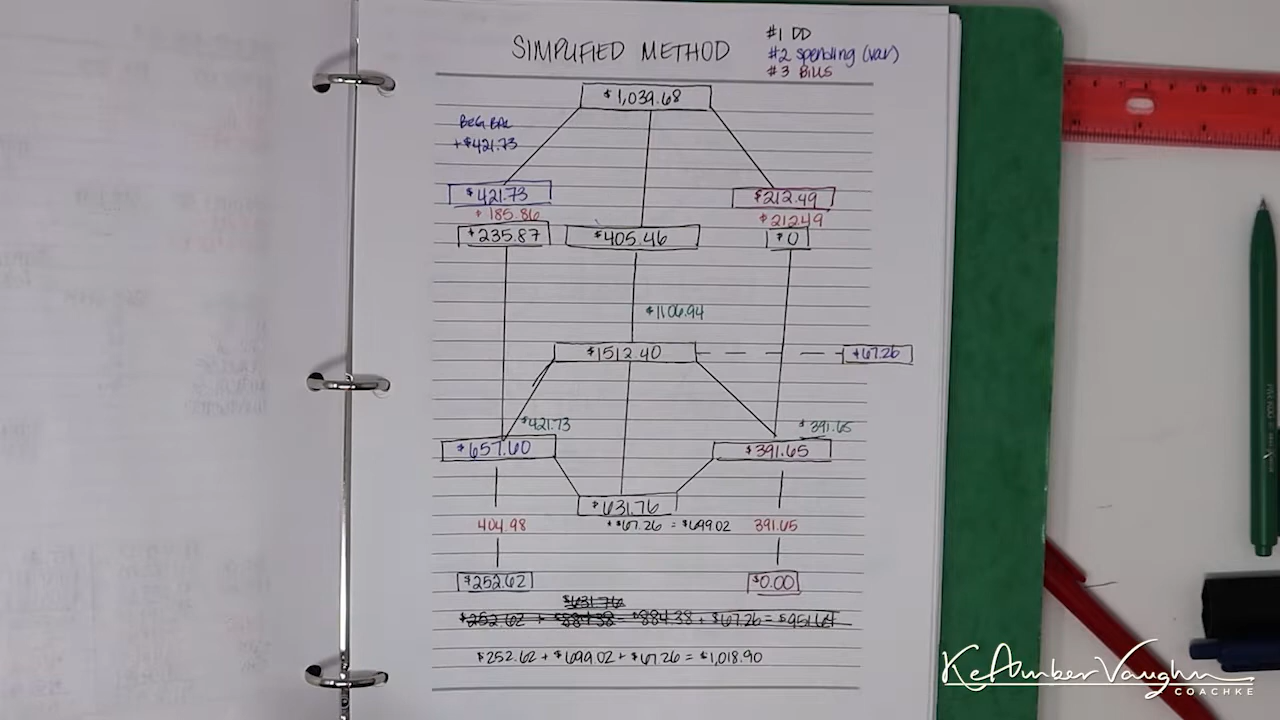 SIMPLIFIED METHOD
#1 DD
#2 Spending (var)
#3 Bills
$1,039.68
BEG BAL
+$421.73
$421.73
$212.49
$185.86
$212.49
$235.87
$405.46
$0
$1106.94
$1512.40
$67.26
$421.73
$391.65
$657.60
$391.65
$631.76
404.98
+$67.26 = $699.02
391.65
$252.62
$0.00
$631.76
$252.62 + $884.38 = $884.38 + $67.26 = $951.64
$252.62 + $699.02 + $67.26 = $1,018.90
KeAmber Vaughn
COACHKE